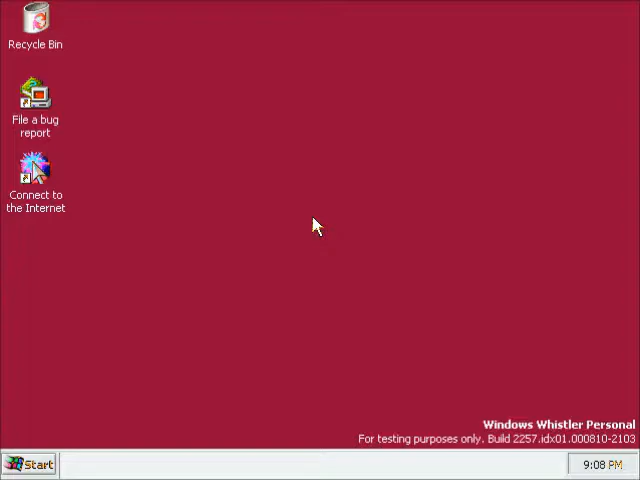 Recycle Bin
File a bug
report
Connect to
the Internet
Windows Whistler Personal
For testing purposes only. Build 2257.idx01.000810-2103
Start
9:08 PM